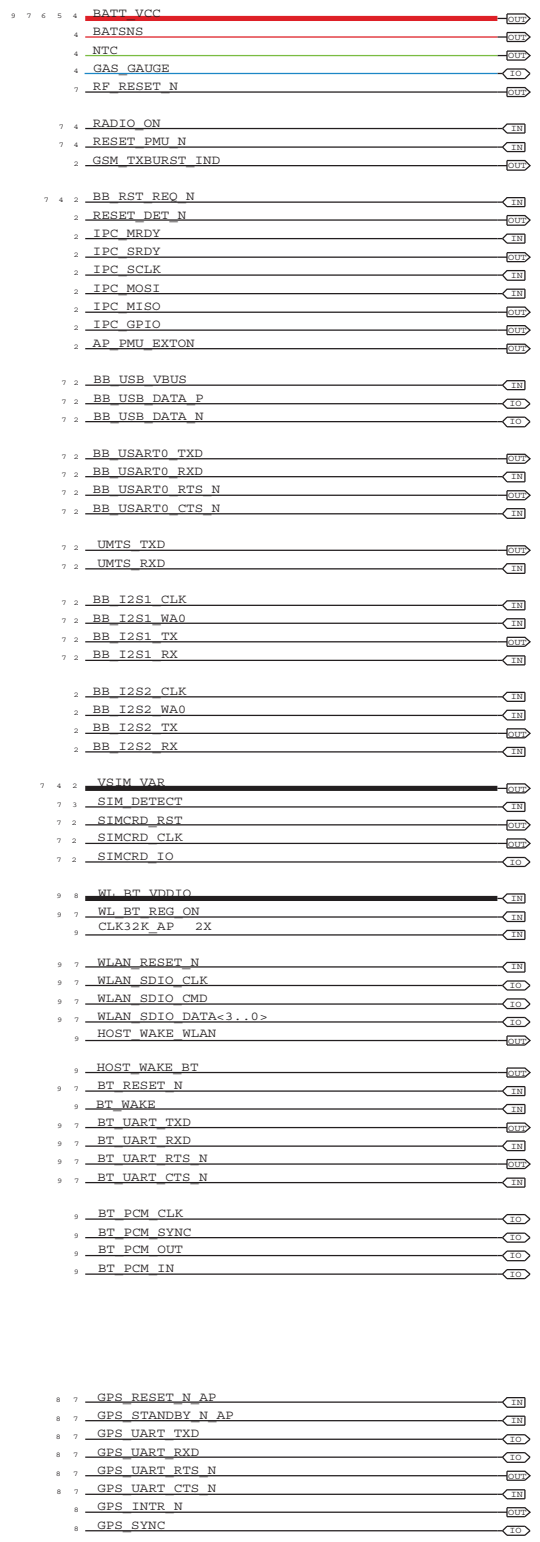 9 7 6 5 4 BATT_VCC OUT
4 BATSNS OUT
4 NTC OUT
4 GAS_GAUGE IO
7 RF_RESET_N OUT
7 4 RADIO_ON IN
7 4 RESET_PMU_N IN
2 GSM_TXBURST_IND OUT
7 4 2 BB_RST_REQ_N IN
2 RESET_DET_N OUT
2 IPC_MRDY IN
2 IPC_SRDY OUT
2 IPC_SCLK IN
2 IPC_MOSI IN
2 IPC_MISO OUT
2 IPC_GPIO OUT
2 AP_PMU_EXTON OUT
7 2 BB_USB_VBUS IN
7 2 BB_USB_DATA_P IO
7 2 BB_USB_DATA_N IO
7 2 BB_USART0_TXD OUT
7 2 BB_USART0_RXD IN
7 2 BB_USART0_RTS_N OUT
7 2 BB_USART0_CTS_N IN
7 2 UMTS_TXD OUT
7 2 UMTS_RXD IN
7 2 BB_I2S1_CLK IN
7 2 BB_I2S1_WA0 IN
7 2 BB_I2S1_TX OUT
7 2 BB_I2S1_RX IN
2 BB_I2S2_CLK IN
2 BB_I2S2_WA0 IN
2 BB_I2S2_TX OUT
2 BB_I2S2_RX IN
7 4 2 VSIM_VAR OUT
7 3 SIM_DETECT IN
7 2 SIMCRD_RST OUT
7 2 SIMCRD_CLK OUT
7 2 SIMCRD_IO IO
9 8 WL_BT_VDDIO IN
9 7 WL_BT_REG_ON IN
9 CLK32K_AP 2X IN
9 7 WLAN_RESET_N IN
9 7 WLAN_SDIO_CLK IO
9 7 WLAN_SDIO_CMD IO
9 7 WLAN_SDIO_DATA<3..0> IO
9 HOST_WAKE_WLAN OUT
9 HOST_WAKE_BT OUT
9 7 BT_RESET_N IN
9 BT_WAKE IN
9 7 BT_UART_TXD OUT
9 7 BT_UART_RXD IN
9 7 BT_UART_RTS_N OUT
9 7 BT_UART_CTS_N IN
9 BT_PCM_CLK IO
9 BT_PCM_SYNC IO
9 BT_PCM_OUT IO
9 BT_PCM_IN IO
8 7 GPS_RESET_N_AP IN
8 7 GPS_STANDBY_N_AP IN
8 7 GPS_UART_TXD IO
8 7 GPS_UART_RXD IO
8 7 GPS_UART_RTS_N OUT
8 7 GPS_UART_CTS_N IN
8 GPS_INTR_N OUT
8 GPS_SYNC IO